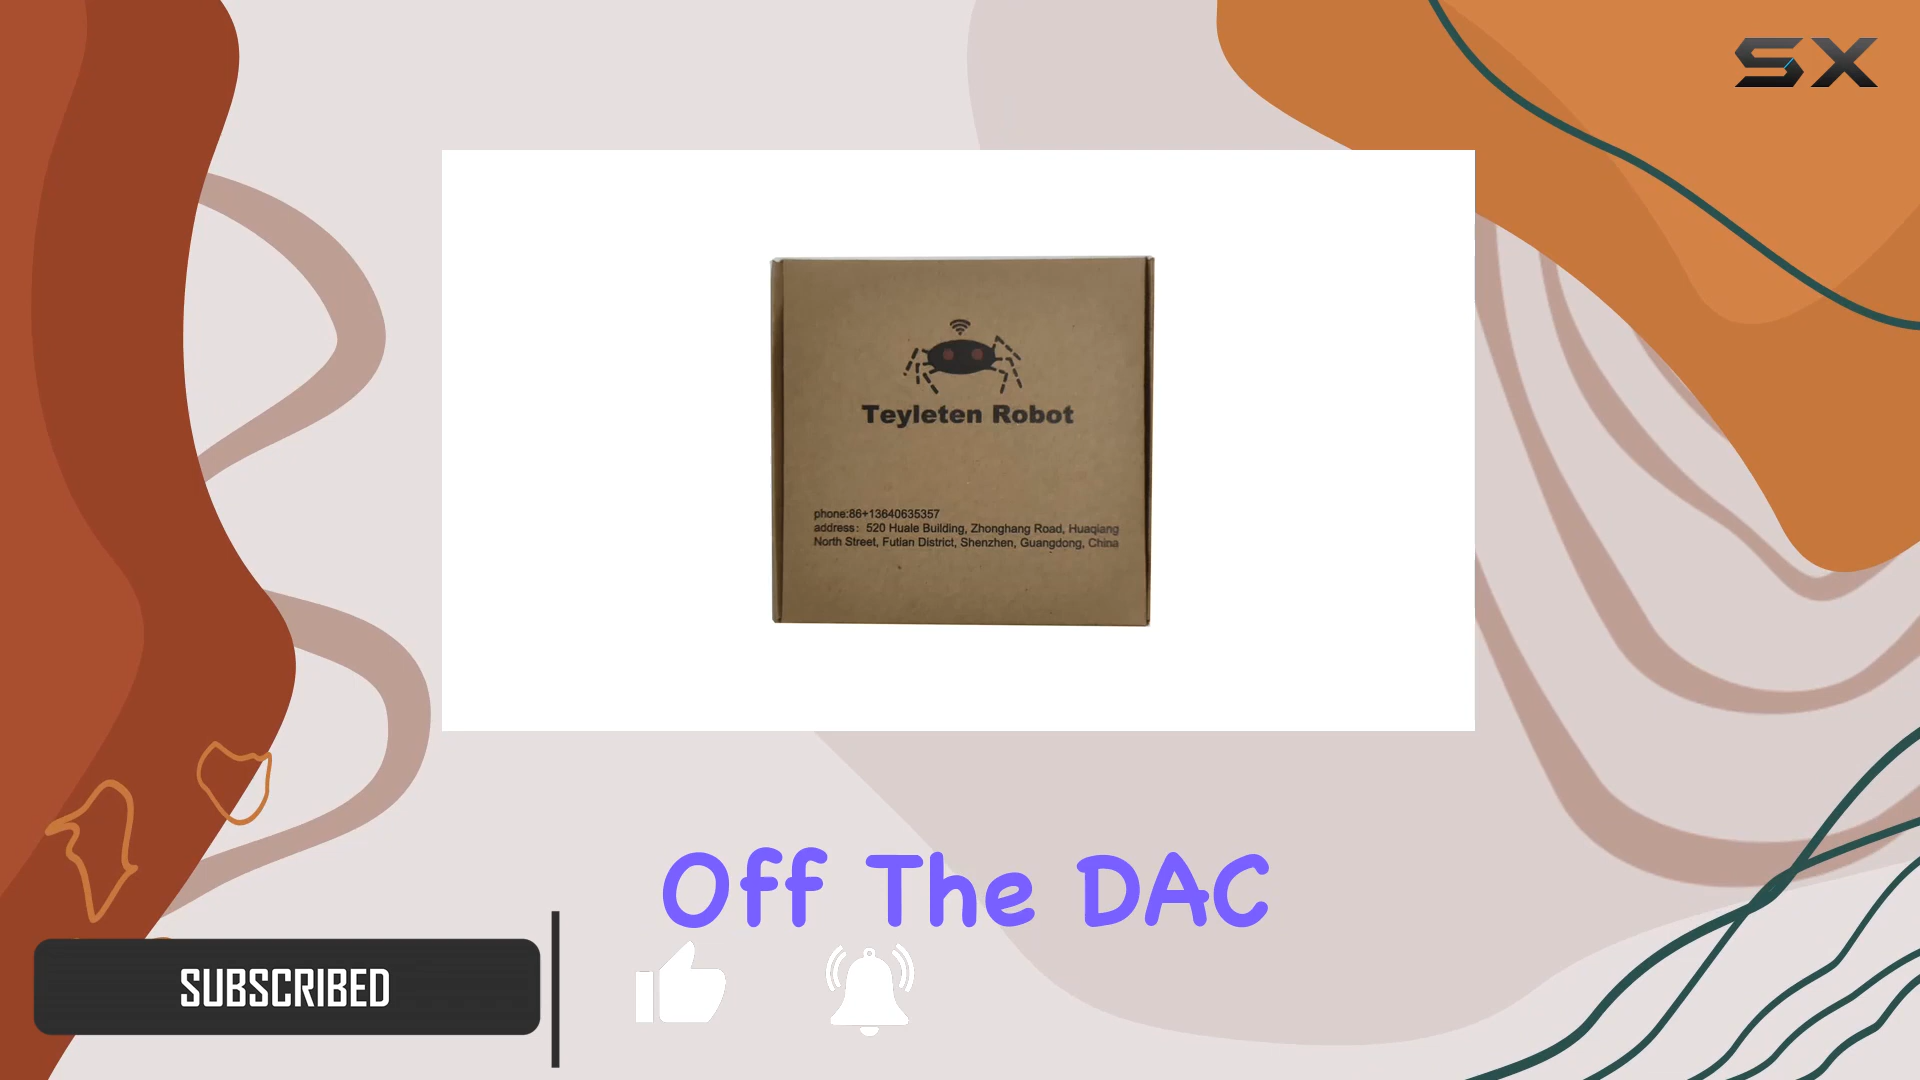 SX
Teyleten Robot
phone:86+13640635357
address: 520 Huale Building, Zhonghang Road, Huaqiang
North Street, Futian District, Shenzhen, Guangdong, China
Off The DAC
SUBSCRIBED